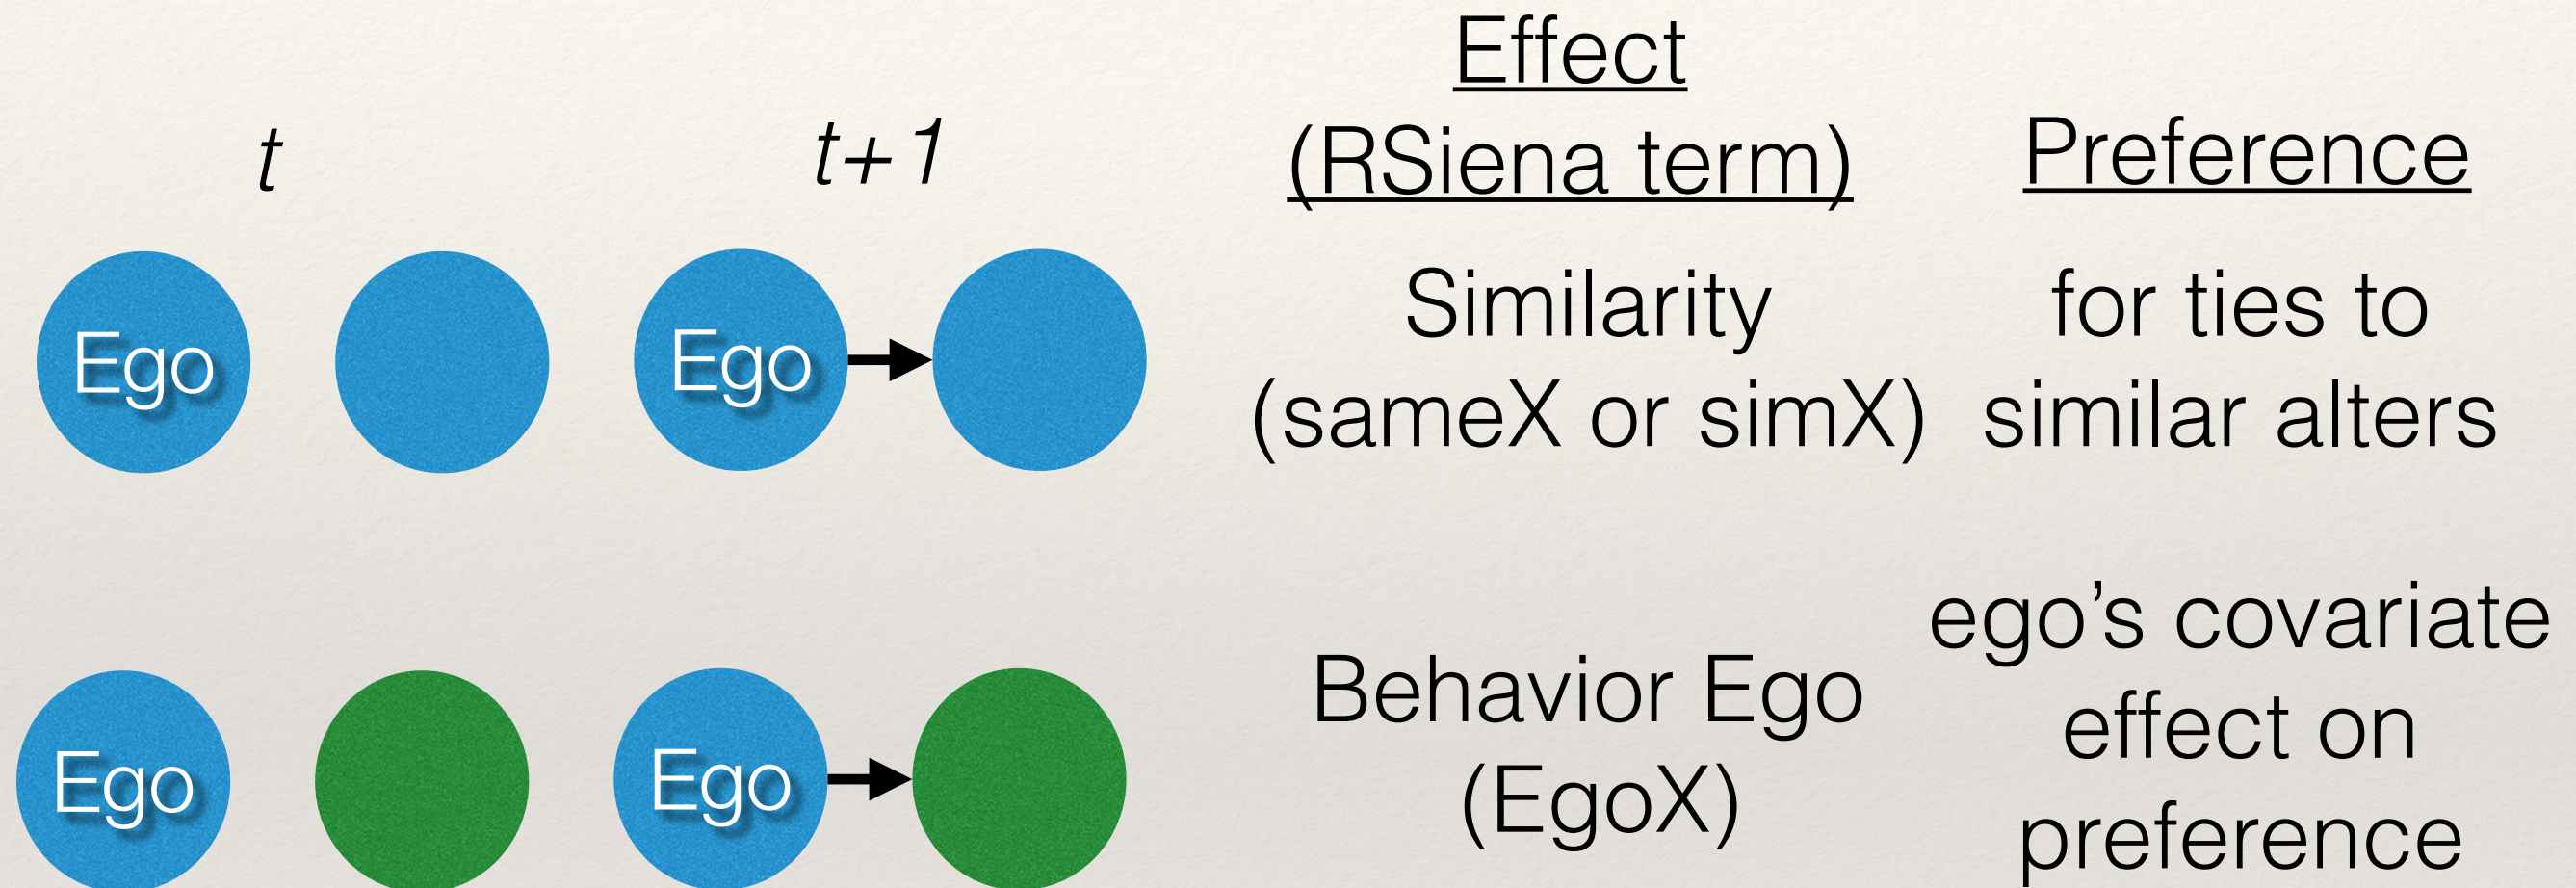 Effect
t
t+1
(RSiena term)
Preference
Ego
Ego
Similarity
(sameX or simX)
for ties to
similar alters
Ego
Ego
Behavior Ego
(EgoX)
ego’s covariate
effect on
preference